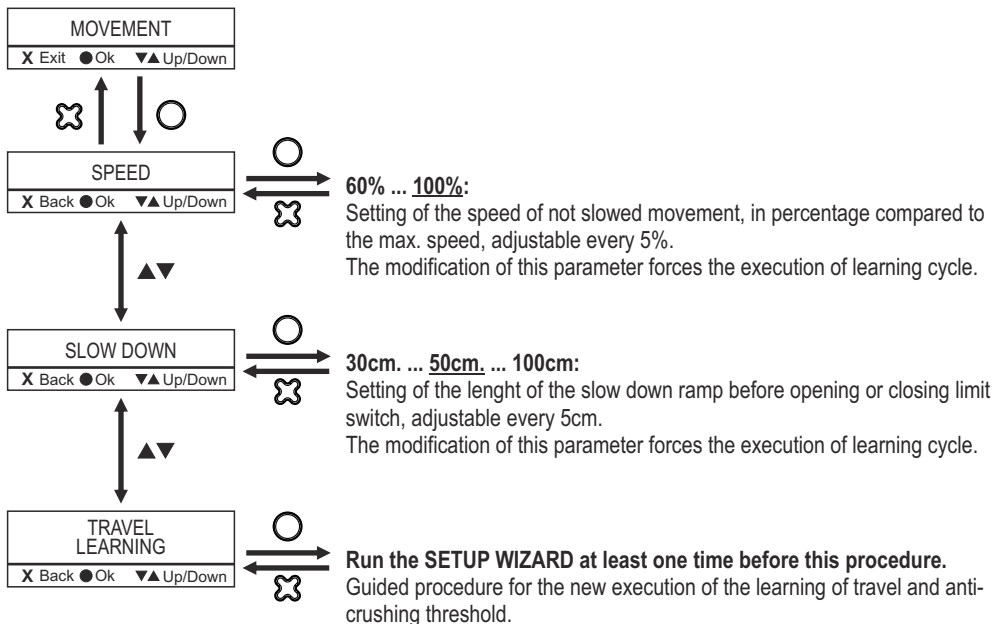 MOVEMENT
X Exit ●Ok ▼▲Up/Down
SPEED
X Back ●Ok ▼▲Up/Down
60% ... 100%:
Setting of the speed of not slowed movement, in percentage compared to
the max. speed, adjustable every 5%.
The modification of this parameter forces the execution of learning cycle.
▲▼
SLOW DOWN
X Back ●Ok ▼▲Up/Down
30cm. ... 50cm. ... 100cm:
Setting of the lenght of the slow down ramp before opening or closing limit
switch, adjustable every 5cm.
The modification of this parameter forces the execution of learning cycle.
▲▼
TRAVEL
LEARNING
X Back ●Ok ▼▲Up/Down
Run the SETUP WIZARD at least one time before this procedure.
Guided procedure for the new execution of the learning of travel and anti-
crushing threshold.